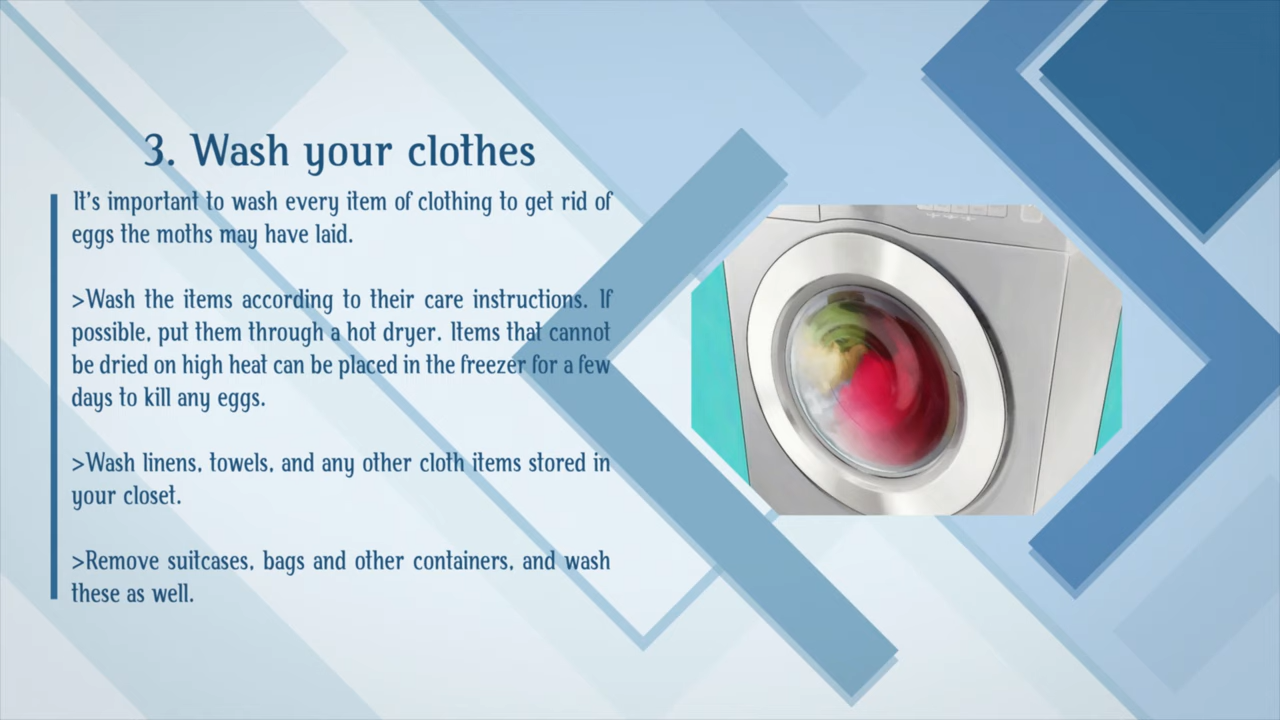 3. Wash your clothes
It's important to wash every item of clothing to get rid of
eggs the moths may have laid.
>Wash the items according to their care instructions. If
possible, put them through a hot dryer. Items that cannot
be dried on high heat can be placed in the freezer for a few
days to kill any eggs.
>Wash linens, towels, and any other cloth items stored in
your closet.
>Remove suitcases, bags and other containers, and wash
these as well.